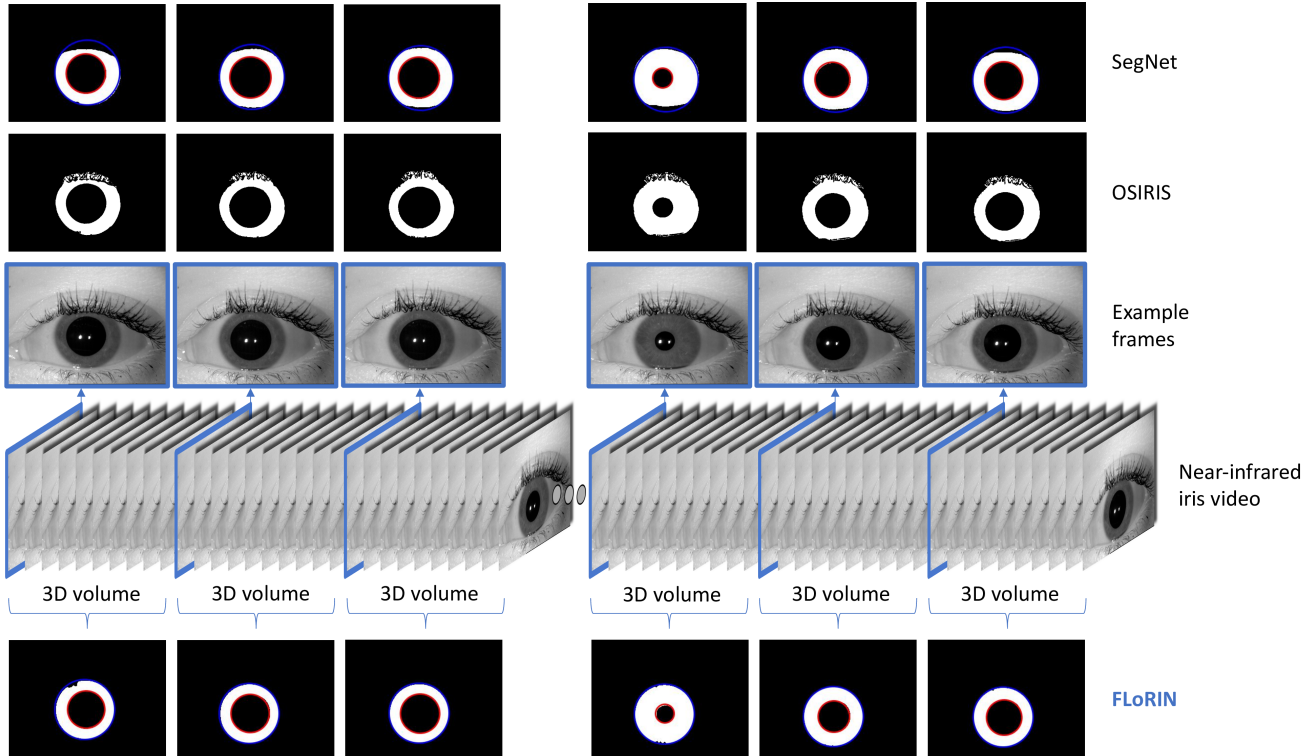 SegNet
OSIRIS
Example
frames
Near-infrared
iris video
3D volume
3D volume
3D volume
3D volume
3D volume
3D volume
FLoRIN